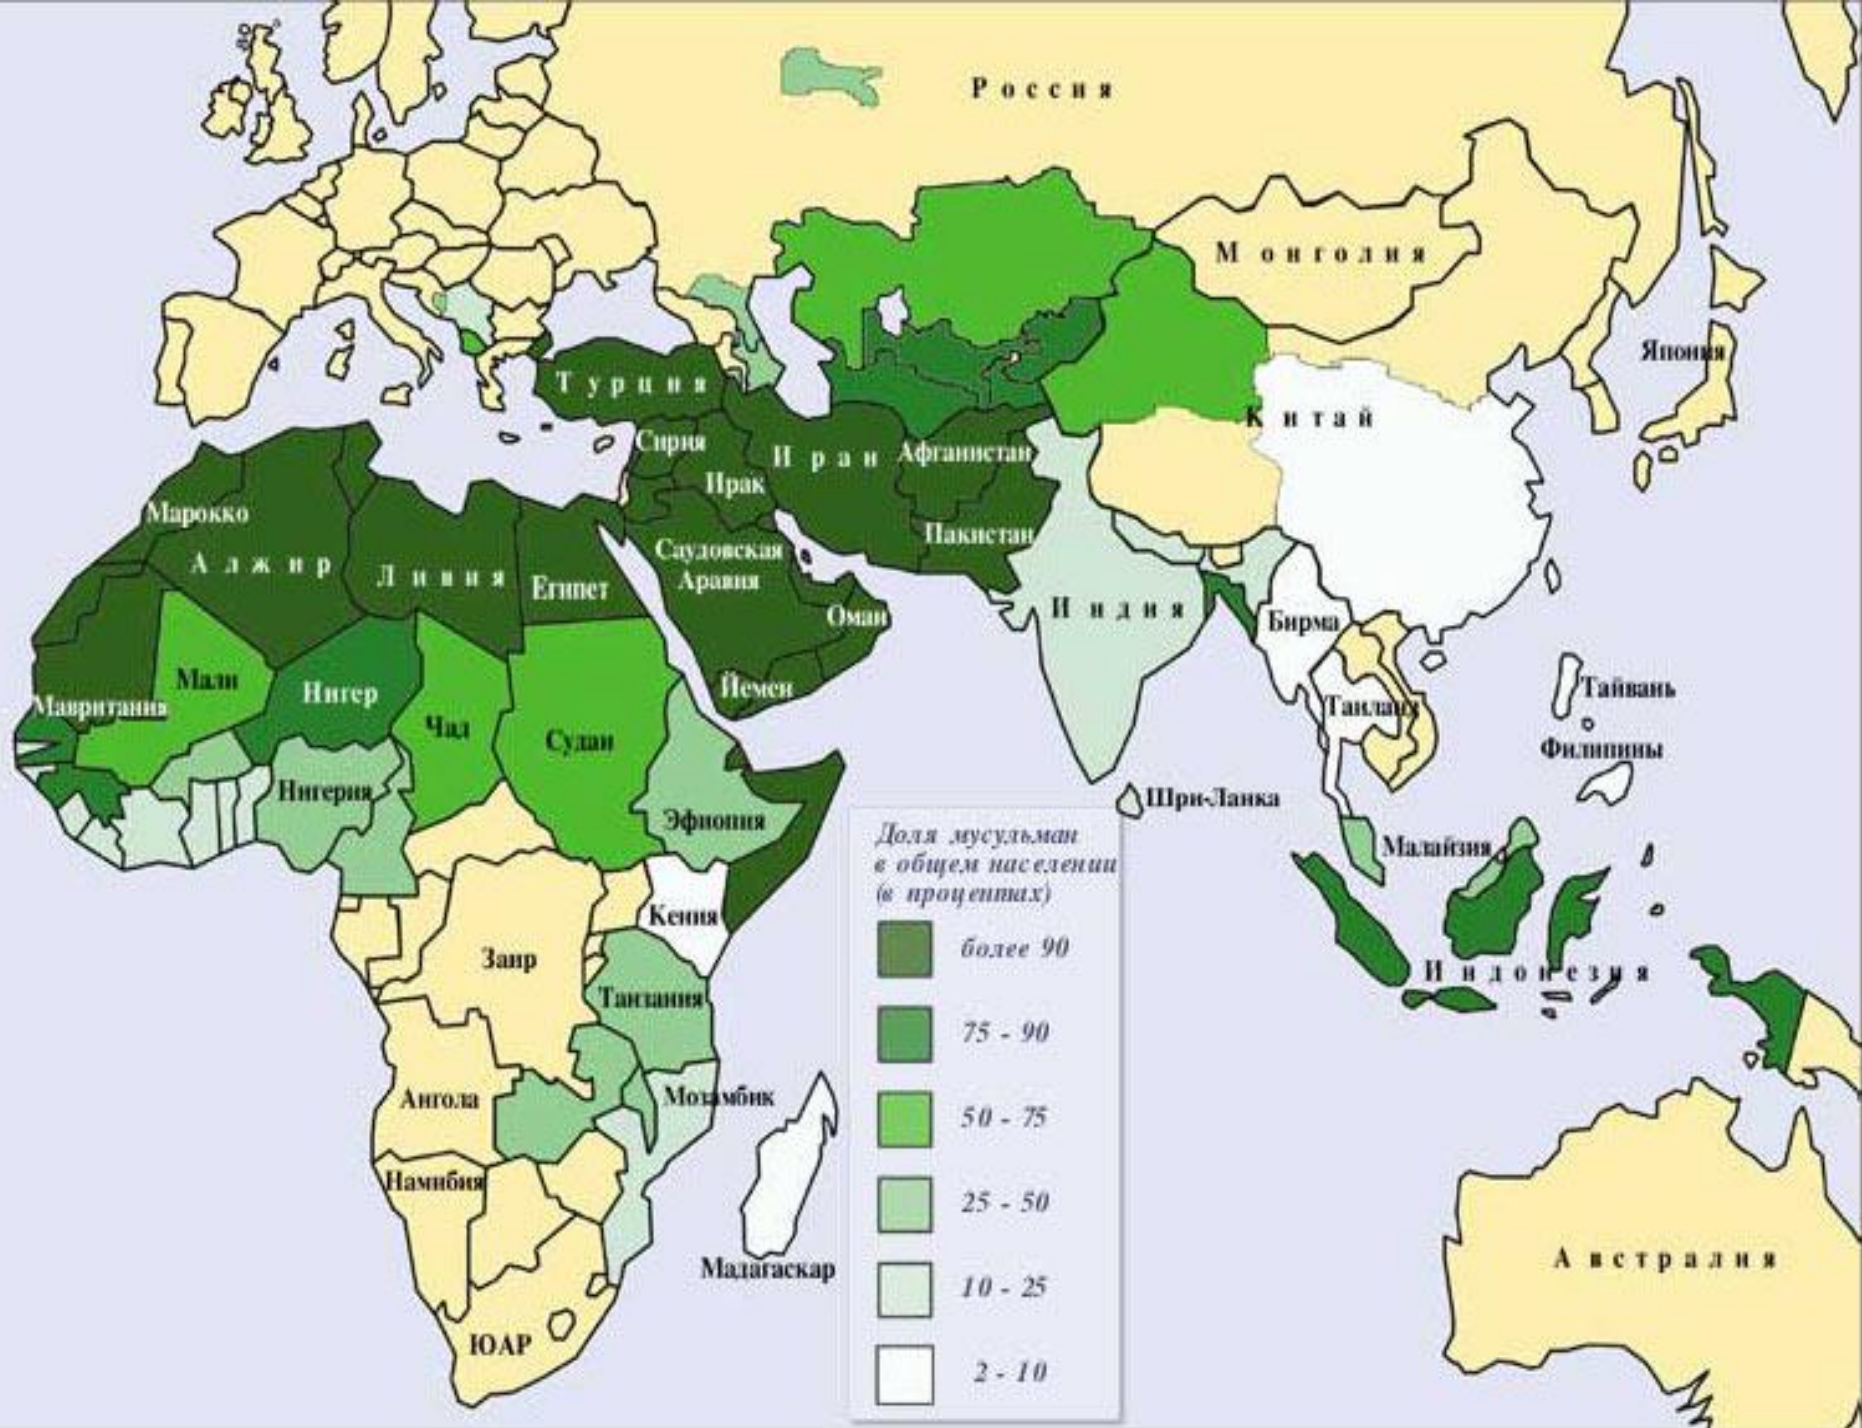 Россия
Монголия
Япония
Китай
Турция
Сирия
Ирак
Иран
Афганистан
Пакистан
Марокко
Алжир
Ливия
Египет
Саудовская
Аравия
Оман
Йемен
Индия
Бирма
Таиланд
Тайвань
Филипины
Шри-Ланка
Малайзия
Индонезия
Мавритания
Мали
Нигер
Чад
Судан
Нигерия
Эфиопия
Кения
Заир
Танзания
Ангола
Мозамбик
Намибия
Мадагаскар
ЮАР
Австралия
Доля мусульман
в общем населении
(в процентах)
более 90
75 - 90
50 - 75
25 - 50
10 - 25
2 - 10